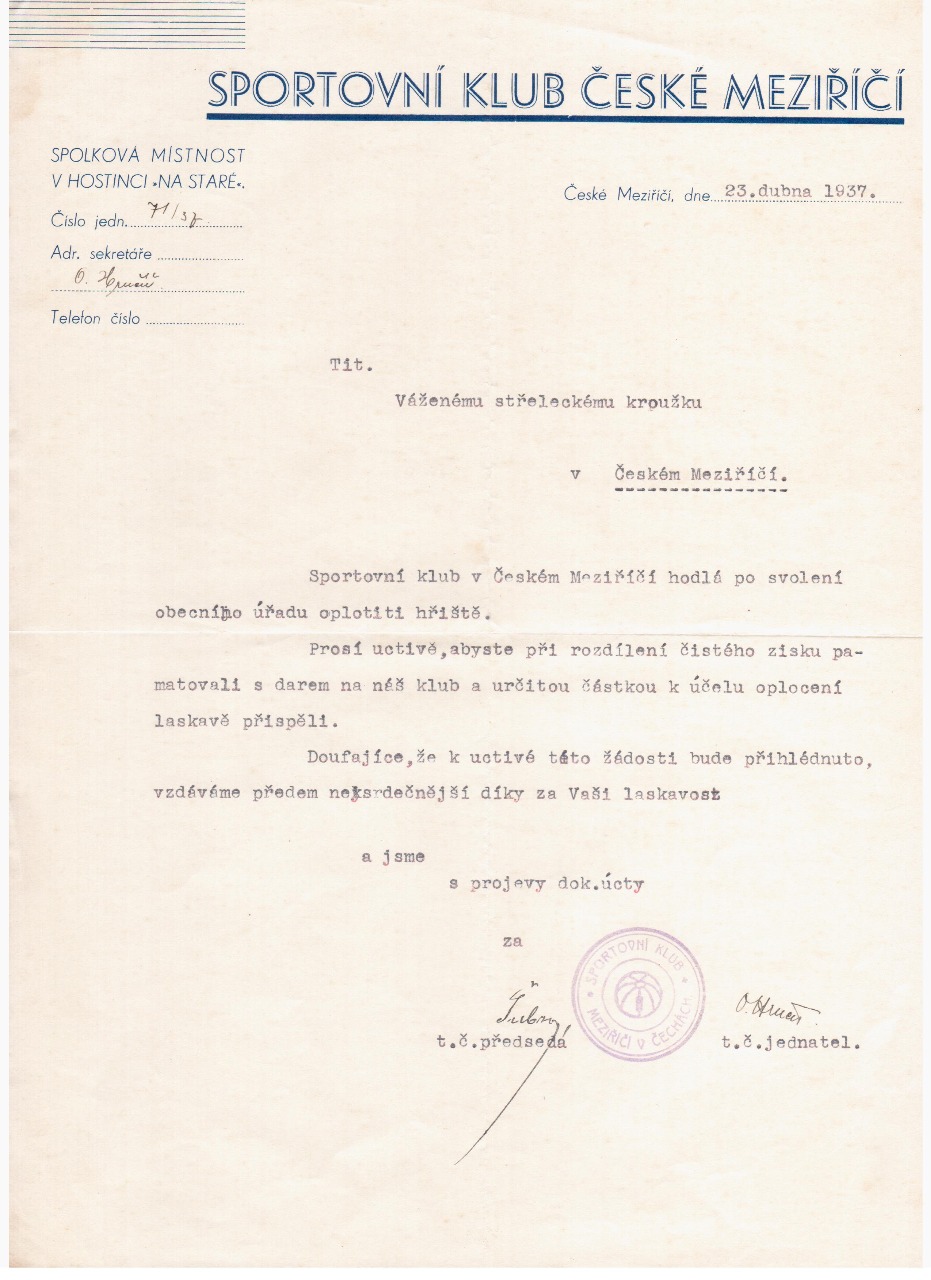 SPORTOVNÍ KLUB ČESKÉ MEZIŘÍČÍ
SPOLKOVÁ MÍSTNOST
V HOSTINCI »NA STARÉ«.
České Meziříčí, dne 23.dubna 1937.
Číslo jedn. 71/37
Adr. sekretáře
O.
Telefon číslo
Tit.
Váženému střeleckému kroužku
v Českém Meziříčí.
Sportovní klub v Českém Meziříčí hodlá po svolení
obecního úřadu oplotiti hřiště.
Prosí uctivě,abyste při rozdílení čistého zisku pa-
matovali s darem na náš klub a určitou částkou k účelu oplocení
laskavě přispěli.
Doufajíce,že k uctivé této žádosti bude přihlédnuto,
vzdáváme předem nejsrdečnější díky za Vaši laskavost
a jsme
s projevy dok.úcty
za
SPORTOVNÍ KLUB
MEZIŘÍČÍ V ČECHÁCH
O.
t.č.předsedá
t.č.jednatel.